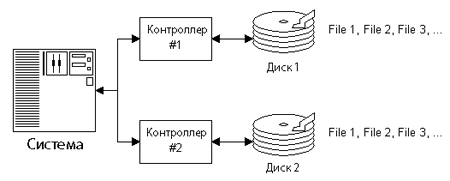 Контроллер
#1
File 1, File 2, File 3, ...
Диск 1
Система
Контроллер
#2
File 1, File 2, File 3, ...
Диск 2